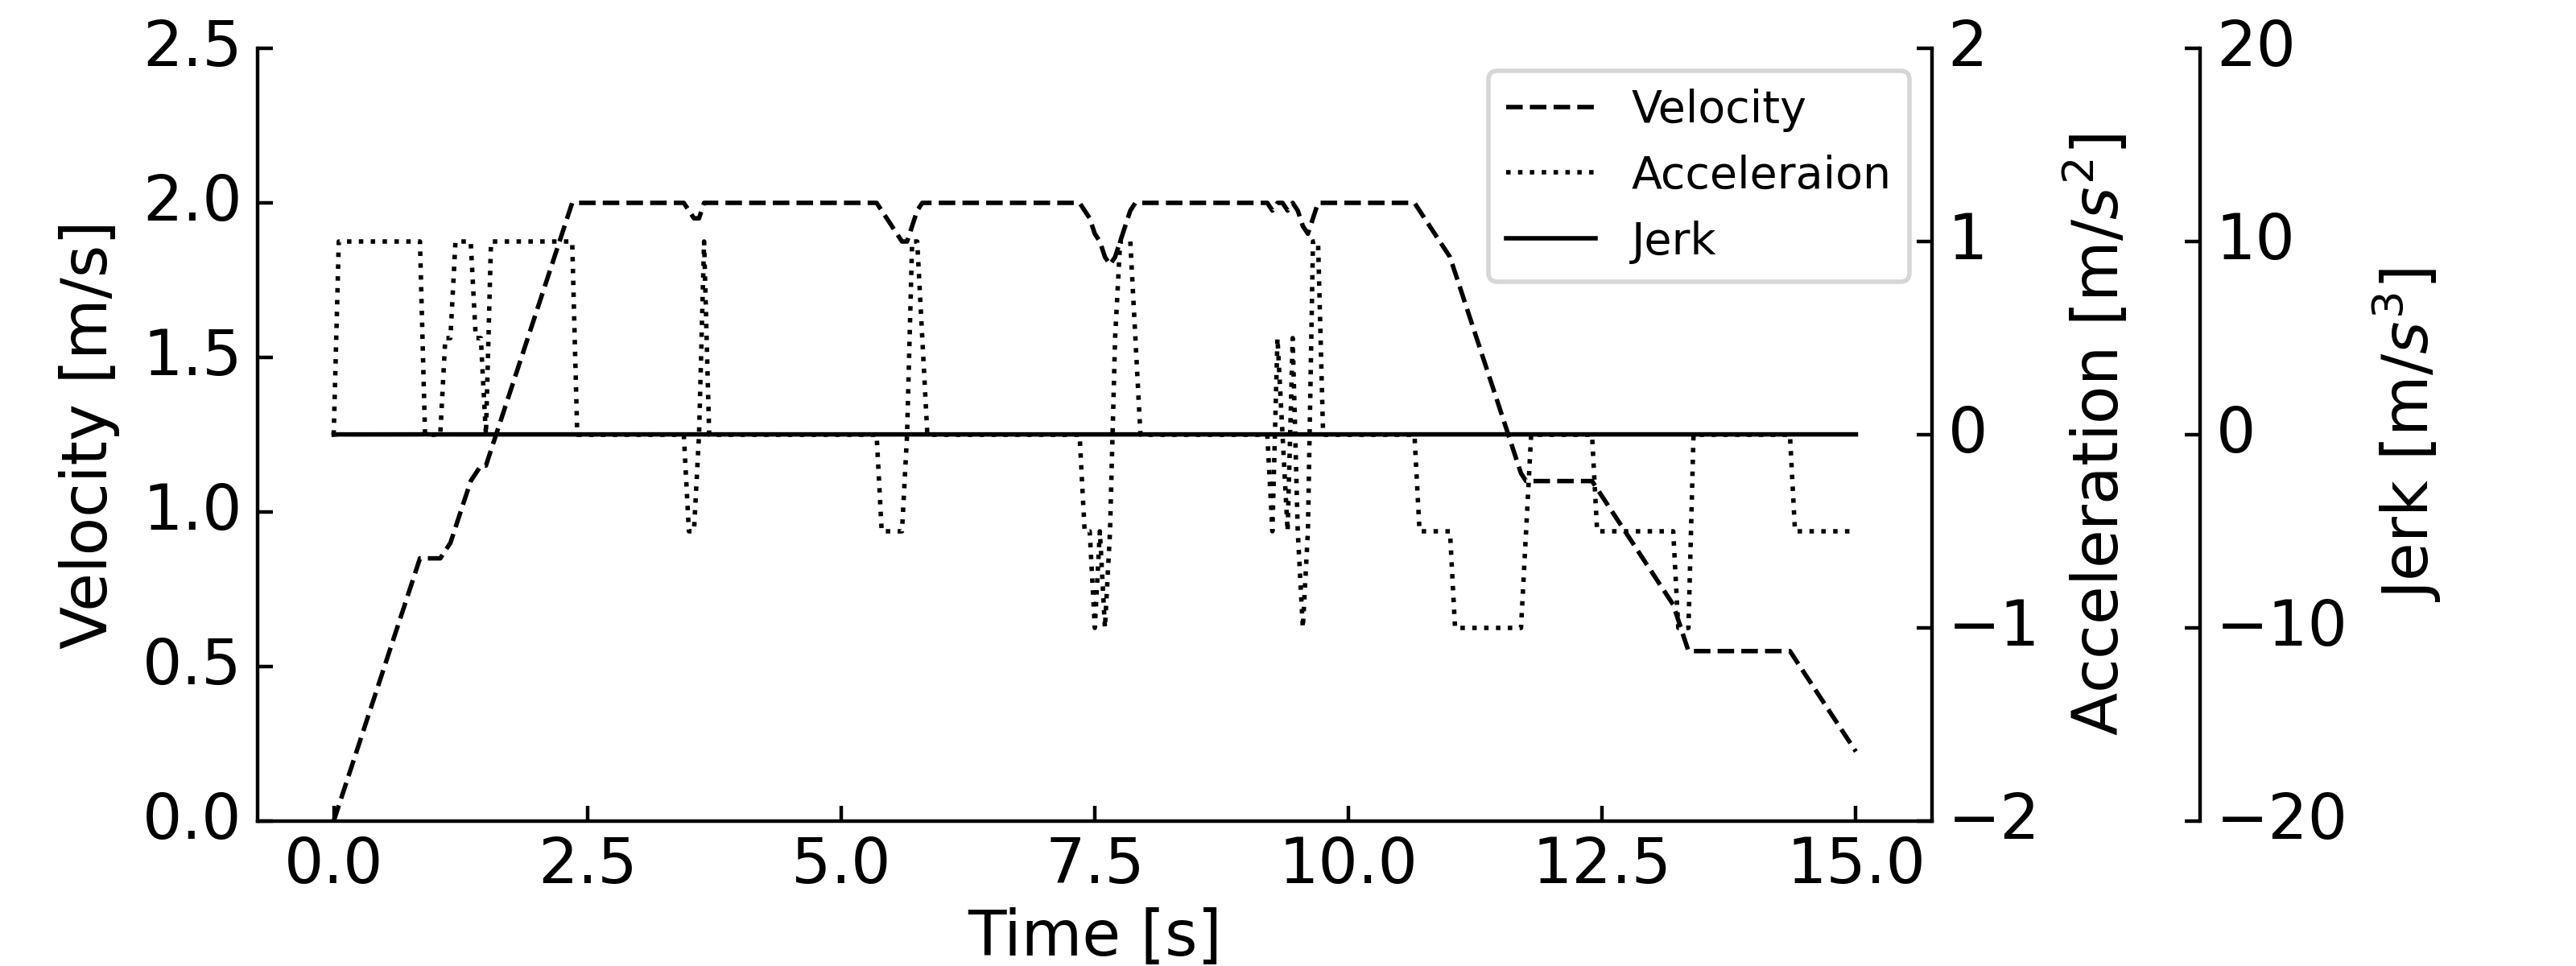 Velocity [m/s]
2.5
2.0
1.5
1.0
0.5
0.0
0.0 2.5 5.0 7.5 10.0 12.5 15.0
Time [s]
Velocity
Acceleraion
Jerk
2
1
0
−1
−2
Acceleration [m/s²]
20
10
0
−10
−20
Jerk [m/s³]